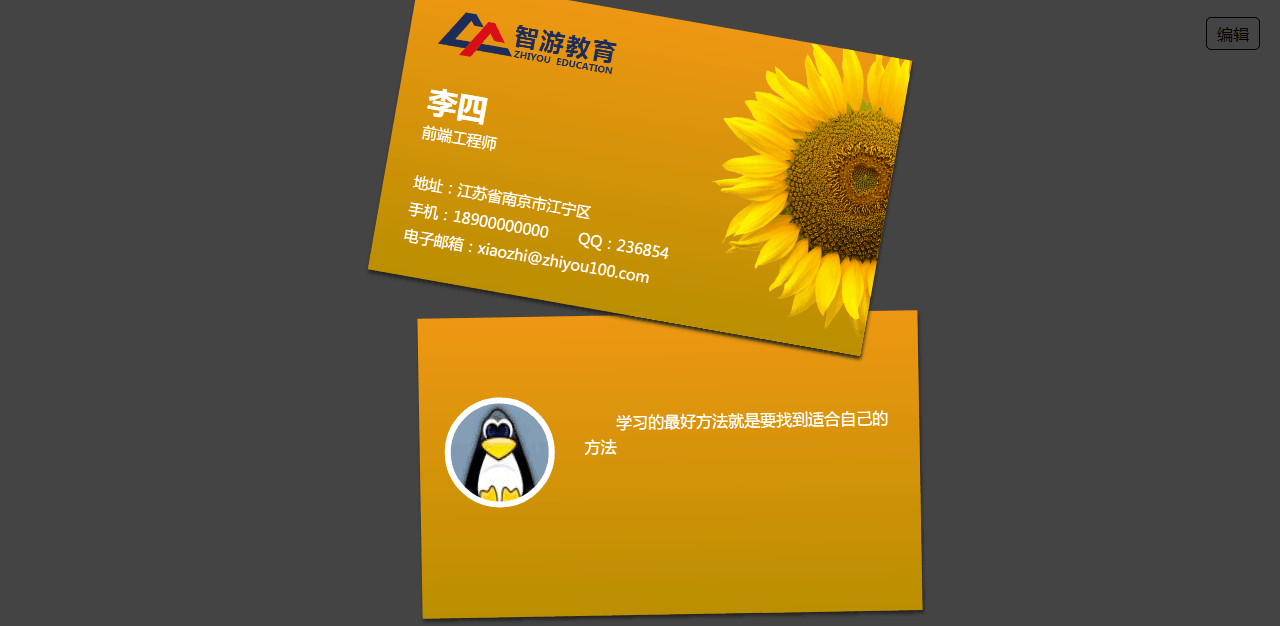 编辑
智游教育
ZHIYOU EDUCATION
李四
前端工程师
地址：江苏省南京市江宁区
手机：18900000000 QQ：236854
电子邮箱：xiaozhi@zhiyou100.com
学习的最好方法就是要找到适合自己的
方法